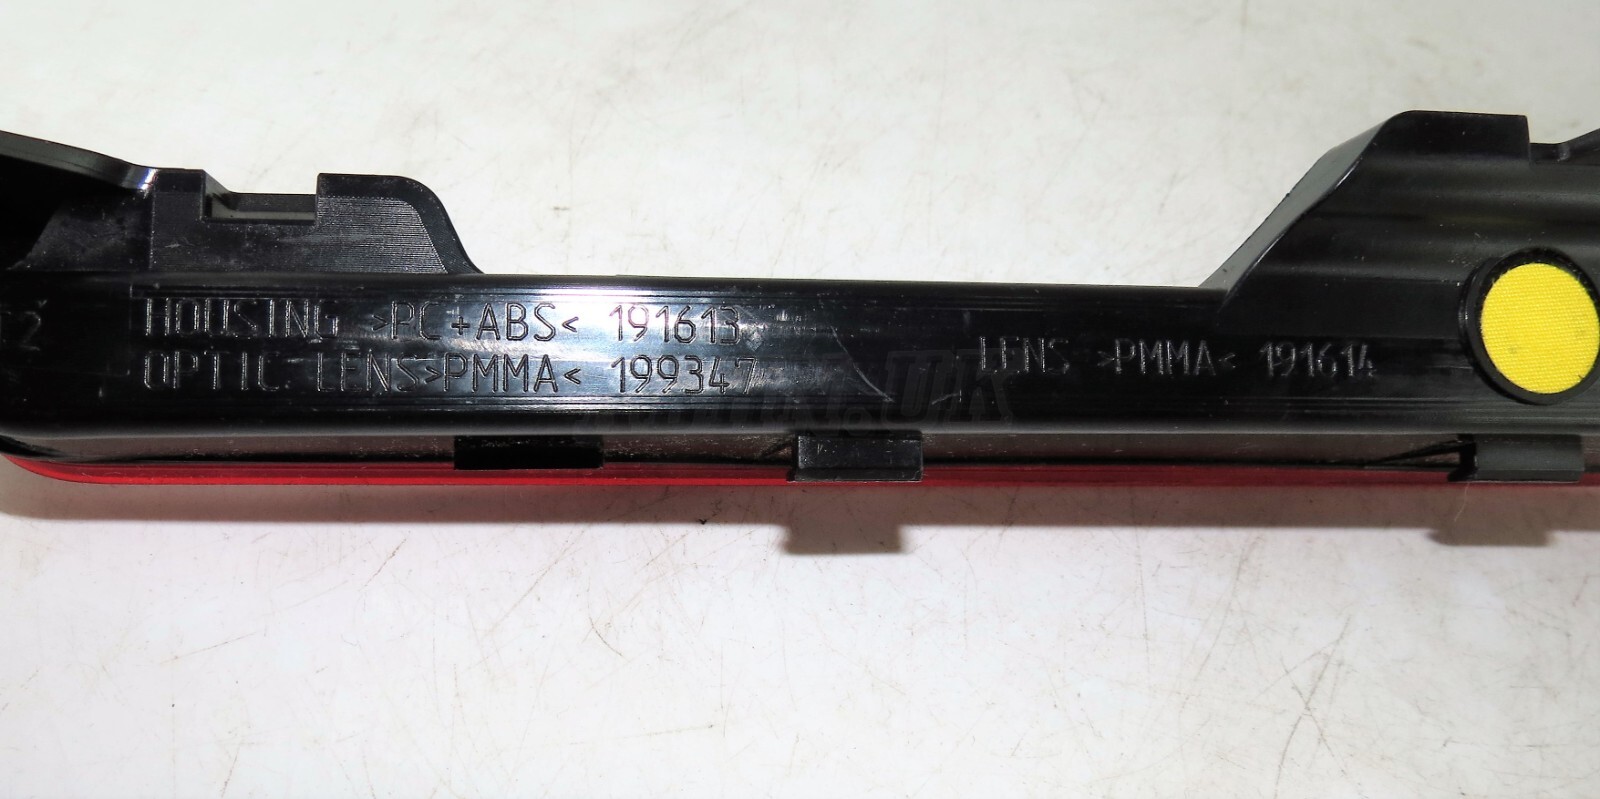 HOUSING >PC+ABS< 191613
OPTIC LENS>PMMA< 199347
LENS >PMMA< 191614